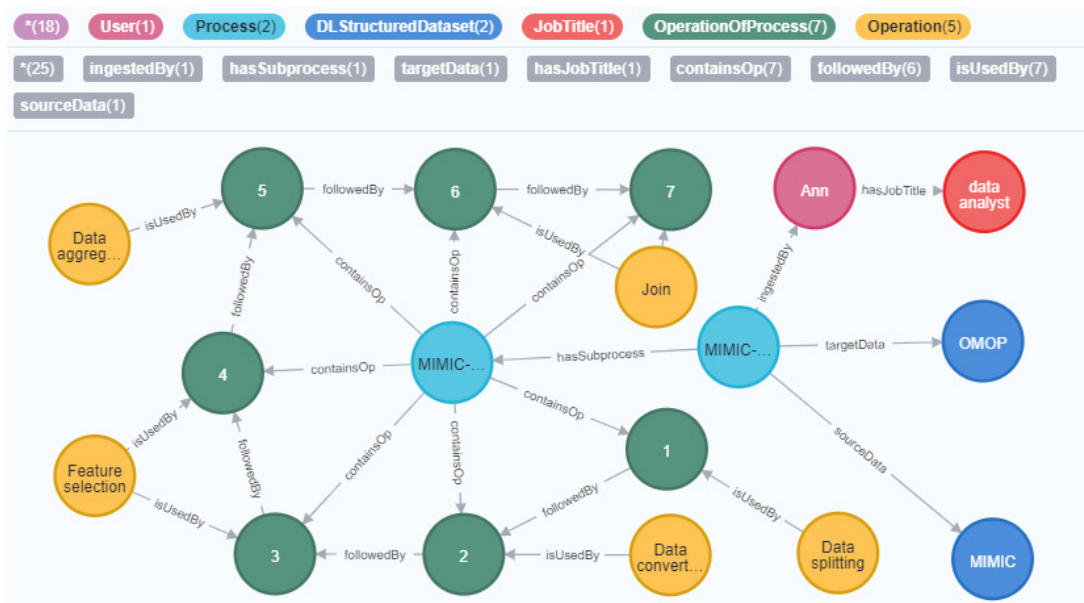 *(18) User(1) Process(2) DLStructuredDataset(2) JobTitle(1) OperationOfProcess(7) Operation(5)
*(25) ingestedBy(1) hasSubprocess(1) targetData(1) hasJobTitle(1) containsOp(7) followedBy(6) isUsedBy(7)
sourceData(1)
5
followedBy
6
followedBy
7
Ann
hasJobTitle
data
analyst
isUsedBy
Data
aggreg...
isUsedBy
containsOp
containsOp
containsOp
Join
ingestedBy
followedBy
MIMIC-...
hasSubprocess
MIMIC-...
targetData
OMOP
4
containsOp
containsOp
isUsedBy
followedBy
containsOp
containsOp
1
sourceData
Feature
selection
isUsedBy
followedBy
isUsedBy
3
followedBy
2
isUsedBy
Data
convert...
Data
splitting
MIMIC